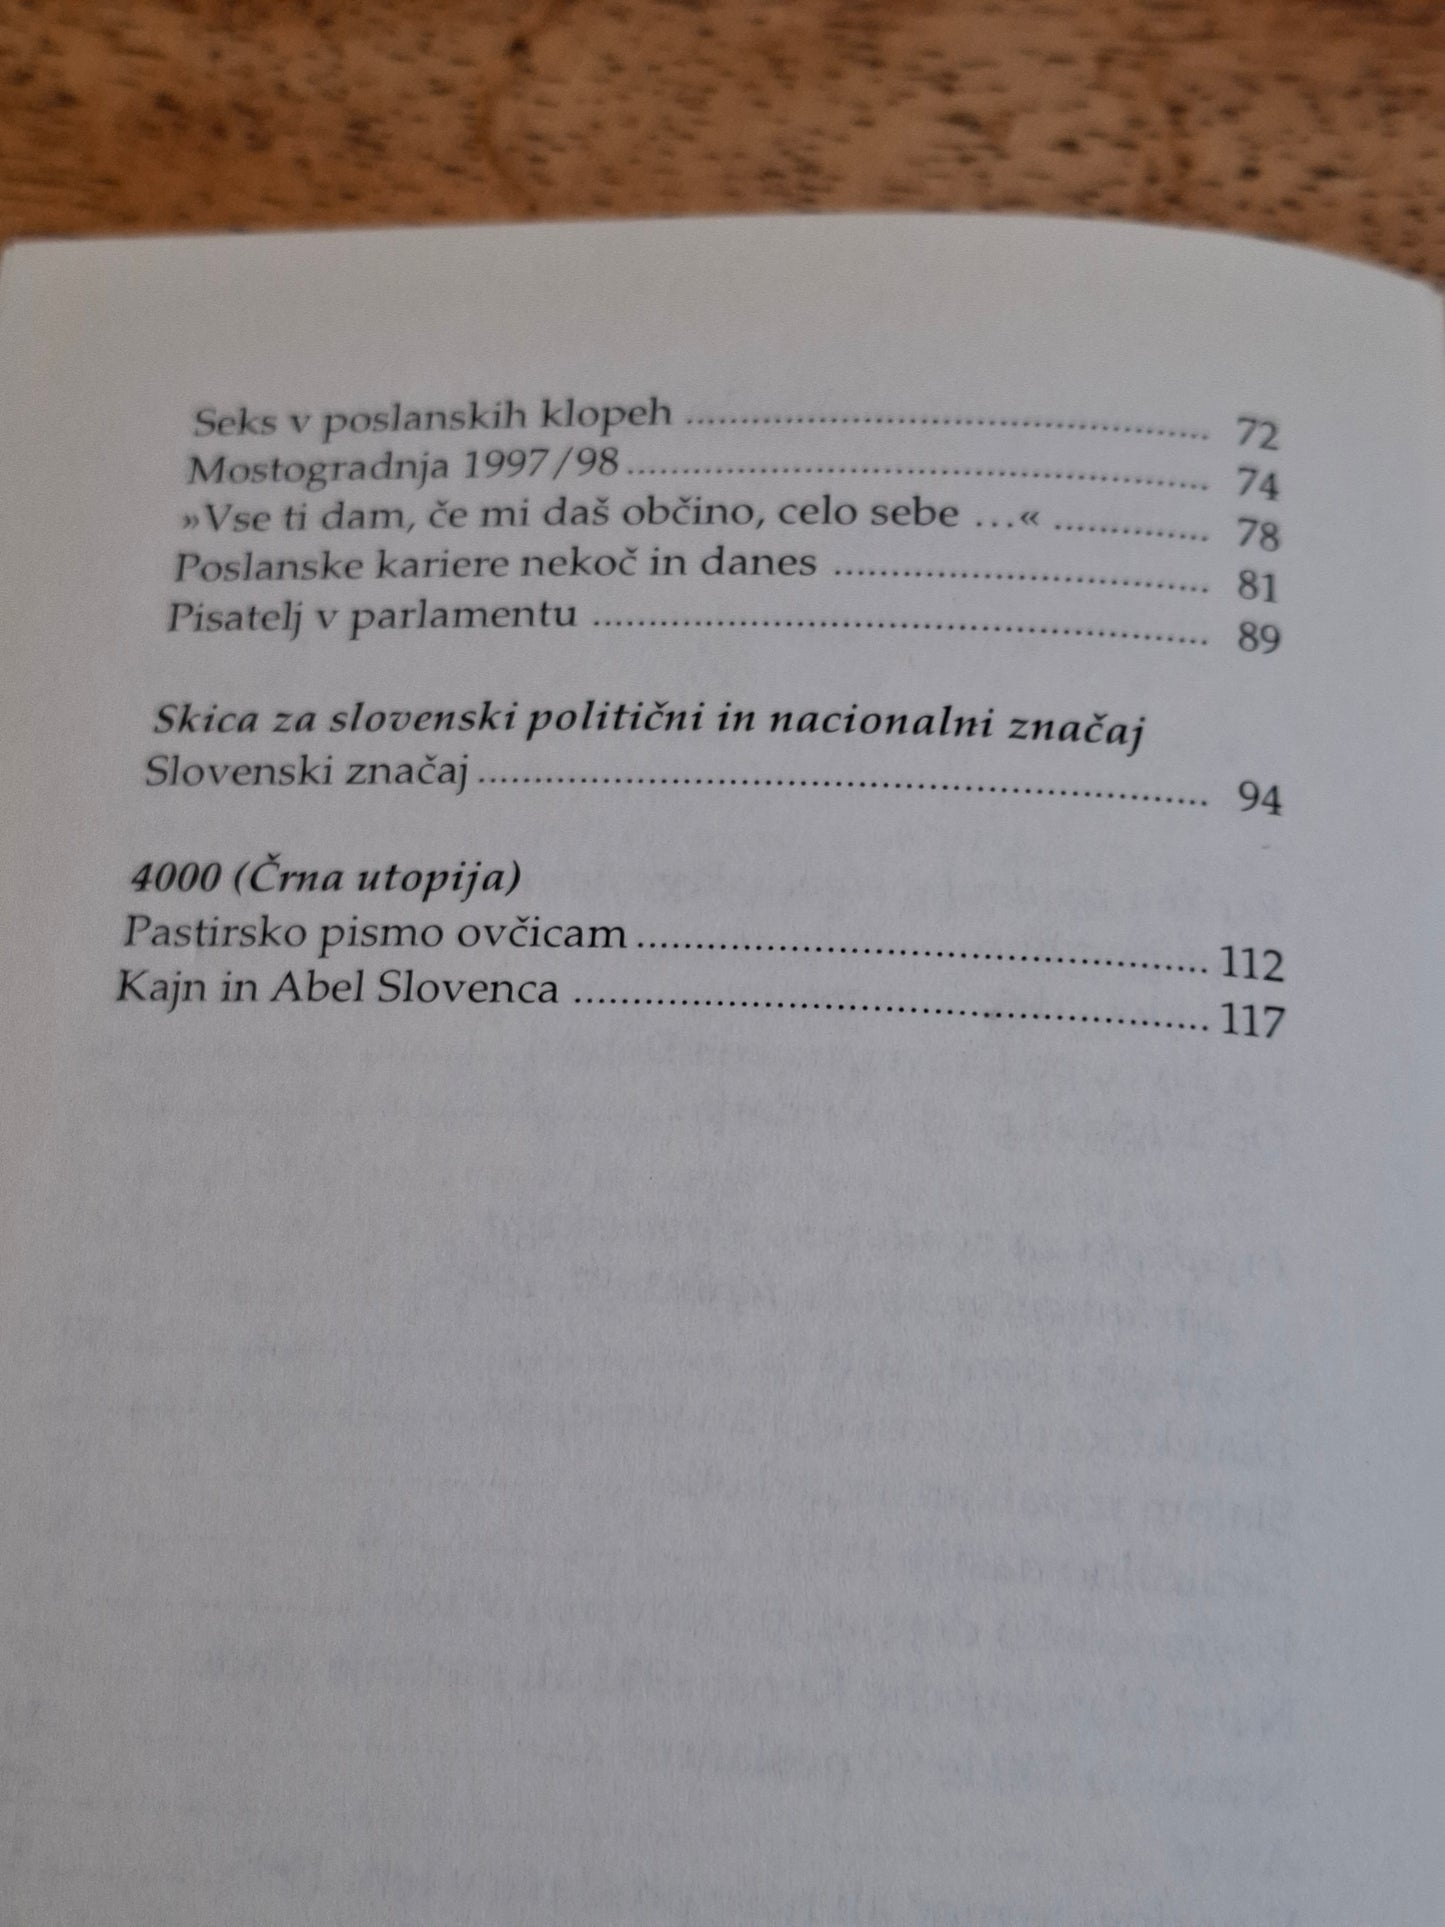 Seks v poslanskih klopeh ................................................ 72
Mostogradnja 1997/98 ..................................................... 74
»Vse ti dam, če mi daš občino, celo sebe ...« .............. 78
Poslanske kariere nekoč in danes .................................. 81
Pisatelj v parlamentu ........................................................ 89
Skica za slovenski politični in nacionalni značaj
Slovenski značaj ................................................................. 94
4000 (Črna utopija)
Pastirsko pismo ovčicam .................................................. 112
Kajn in Abel Slovenca ........................................................ 117